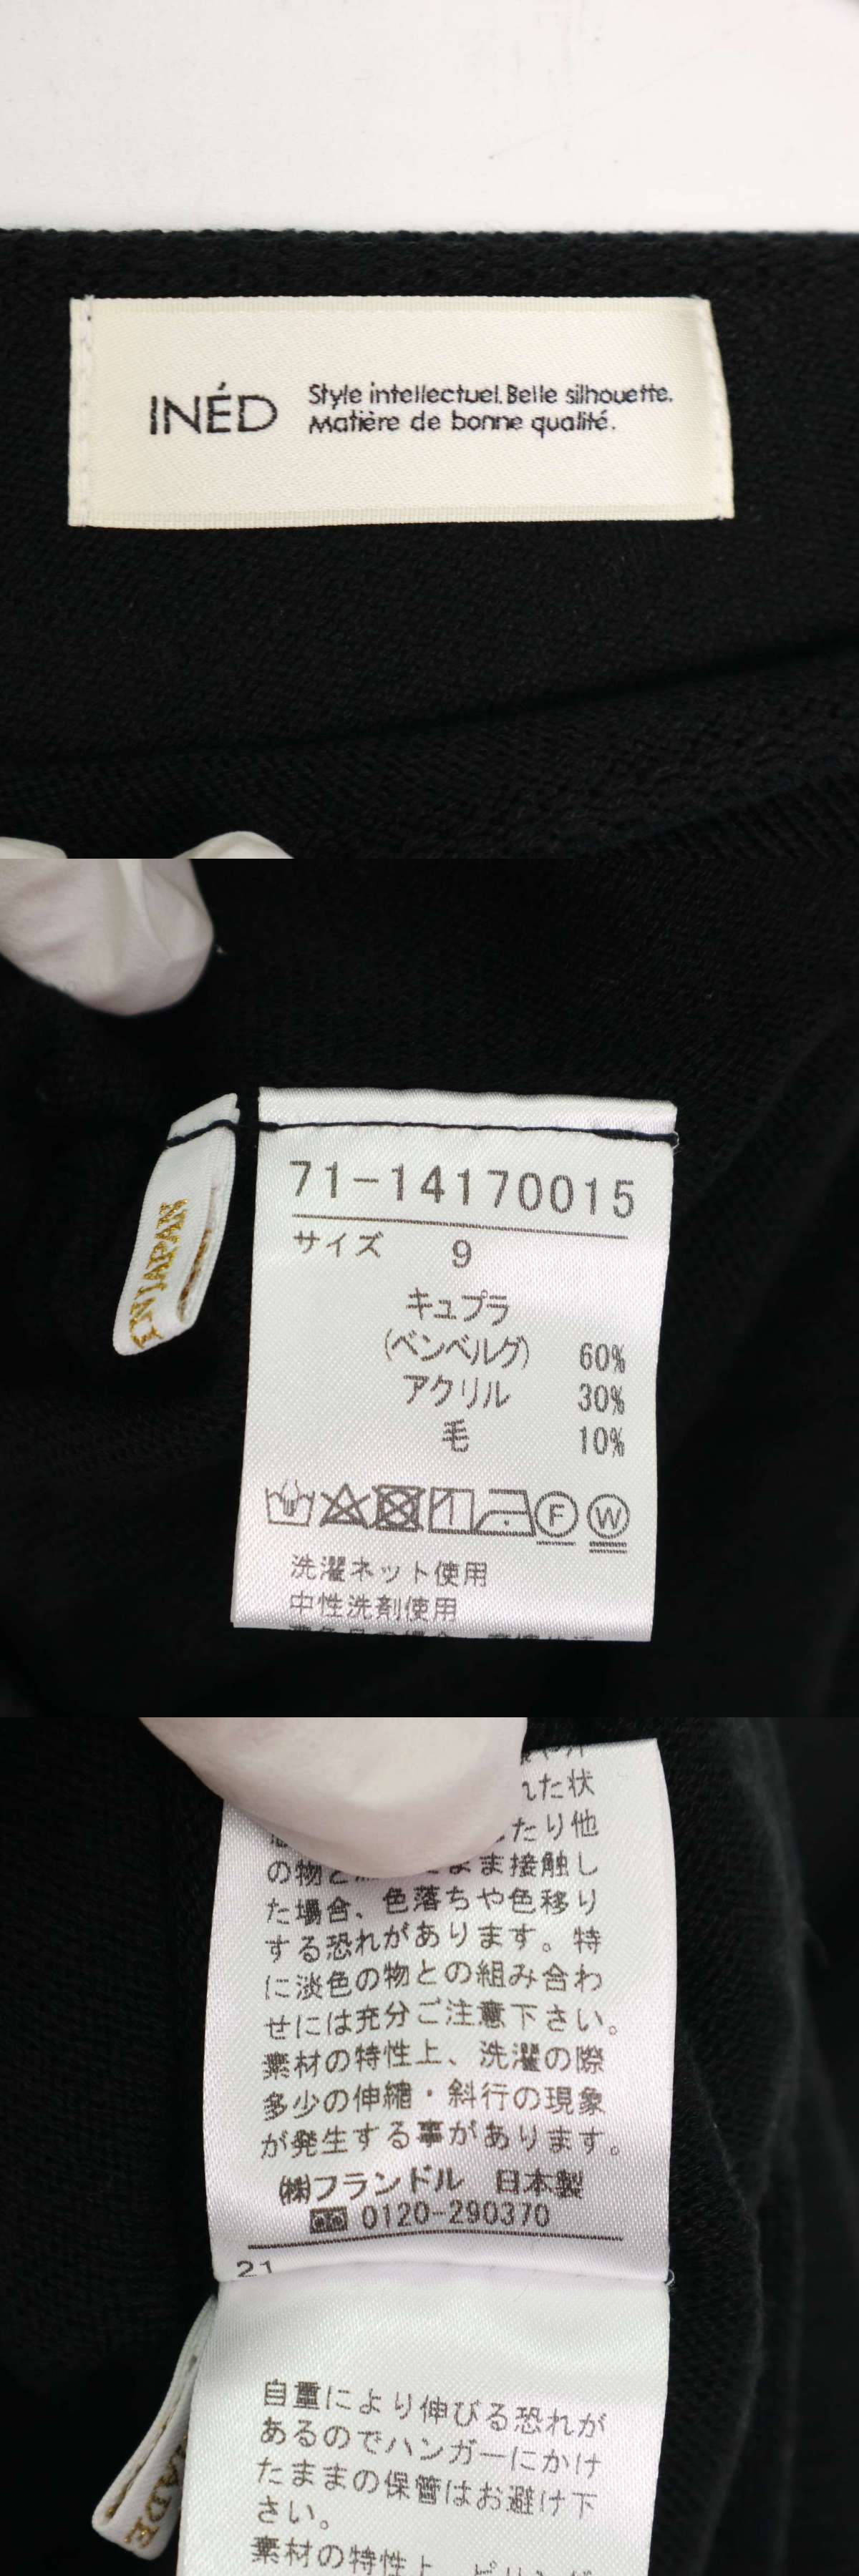 INÉD
Style intellectuel. Belle silhouette.
Matière de bonne qualité.
IN JAPAN
71-14170015
サイズ 9
キュプラ
(ベンベルグ) 60%
アクリル 30%
毛 10%
F W
洗濯ネット使用
中性洗剤使用
れた状
たり他
の物と まま接触し
た場合、色落ちや色移り
する恐れがあります。特
に淡色の物との組み合わ
せには充分ご注意下さい。
素材の特性上、洗濯の際
多少の伸縮・斜行の現象
が発生する事があります。
㈱フランドル 日本製
0120-290370
21
自重により伸びる恐れが
あるのでハンガーにかけ
たままの保管はお避け下
さい。
素材の特性上